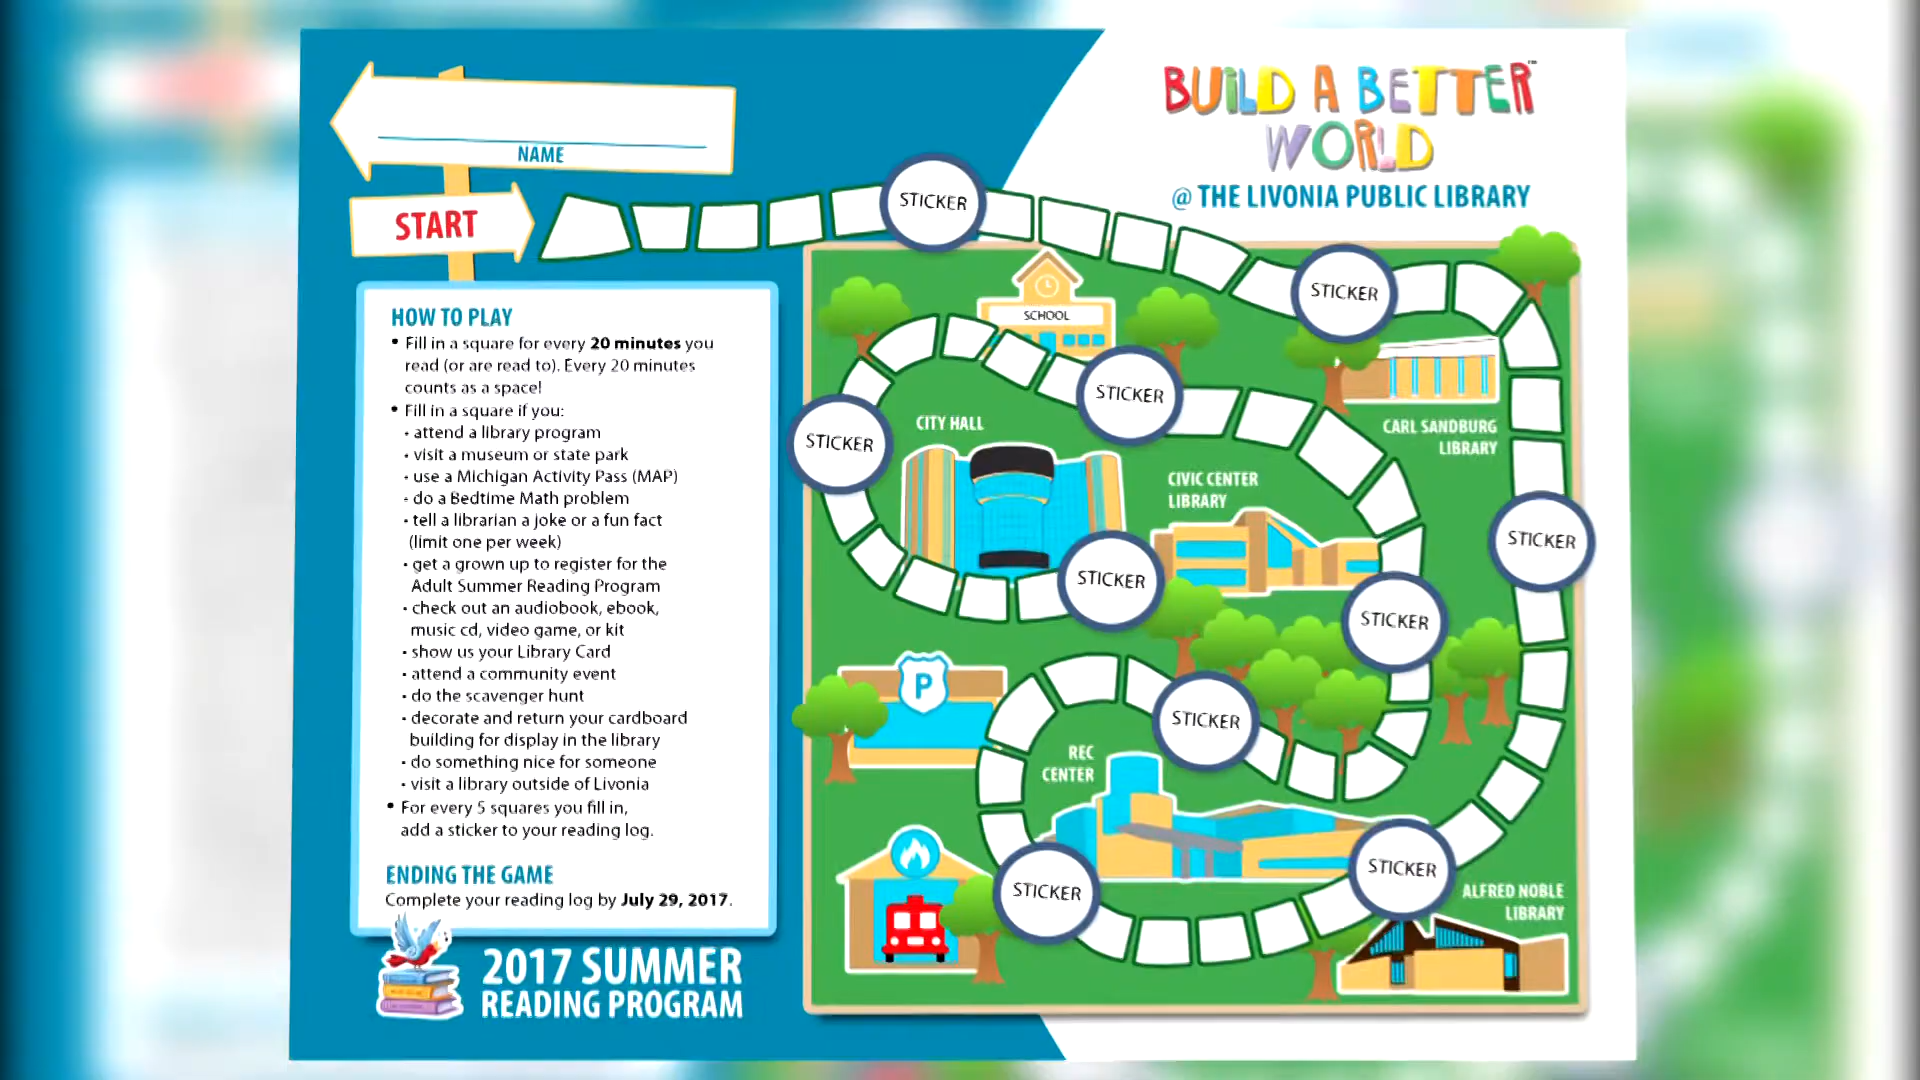 NAME
START
BUiLD A BETTER™
WORLD
@ THE LIVONIA PUBLIC LIBRARY
HOW TO PLAY
• Fill in a square for every 20 minutes you
read (or are read to). Every 20 minutes
counts as a space!
• Fill in a square if you:
• attend a library program
• visit a museum or state park
• use a Michigan Activity Pass (MAP)
• do a Bedtime Math problem
• tell a librarian a joke or a fun fact
(limit one per week)
• get a grown up to register for the
Adult Summer Reading Program
• check out an audiobook, ebook,
music cd, video game, or kit
• show us your Library Card
• attend a community event
• do the scavenger hunt
• decorate and return your cardboard
building for display in the library
• do something nice for someone
• visit a library outside of Livonia
• For every 5 squares you fill in,
add a sticker to your reading log.
ENDING THE GAME
Complete your reading log by July 29, 2017.
2017 SUMMER
READING PROGRAM
STICKER
STICKER
SCHOOL
STICKER
CARL SANDBURG
LIBRARY
STICKER
CITY HALL
CIVIC CENTER
LIBRARY
STICKER
STICKER
STICKER
P
STICKER
REC
CENTER
STICKER
STICKER
ALFRED NOBLE
LIBRARY